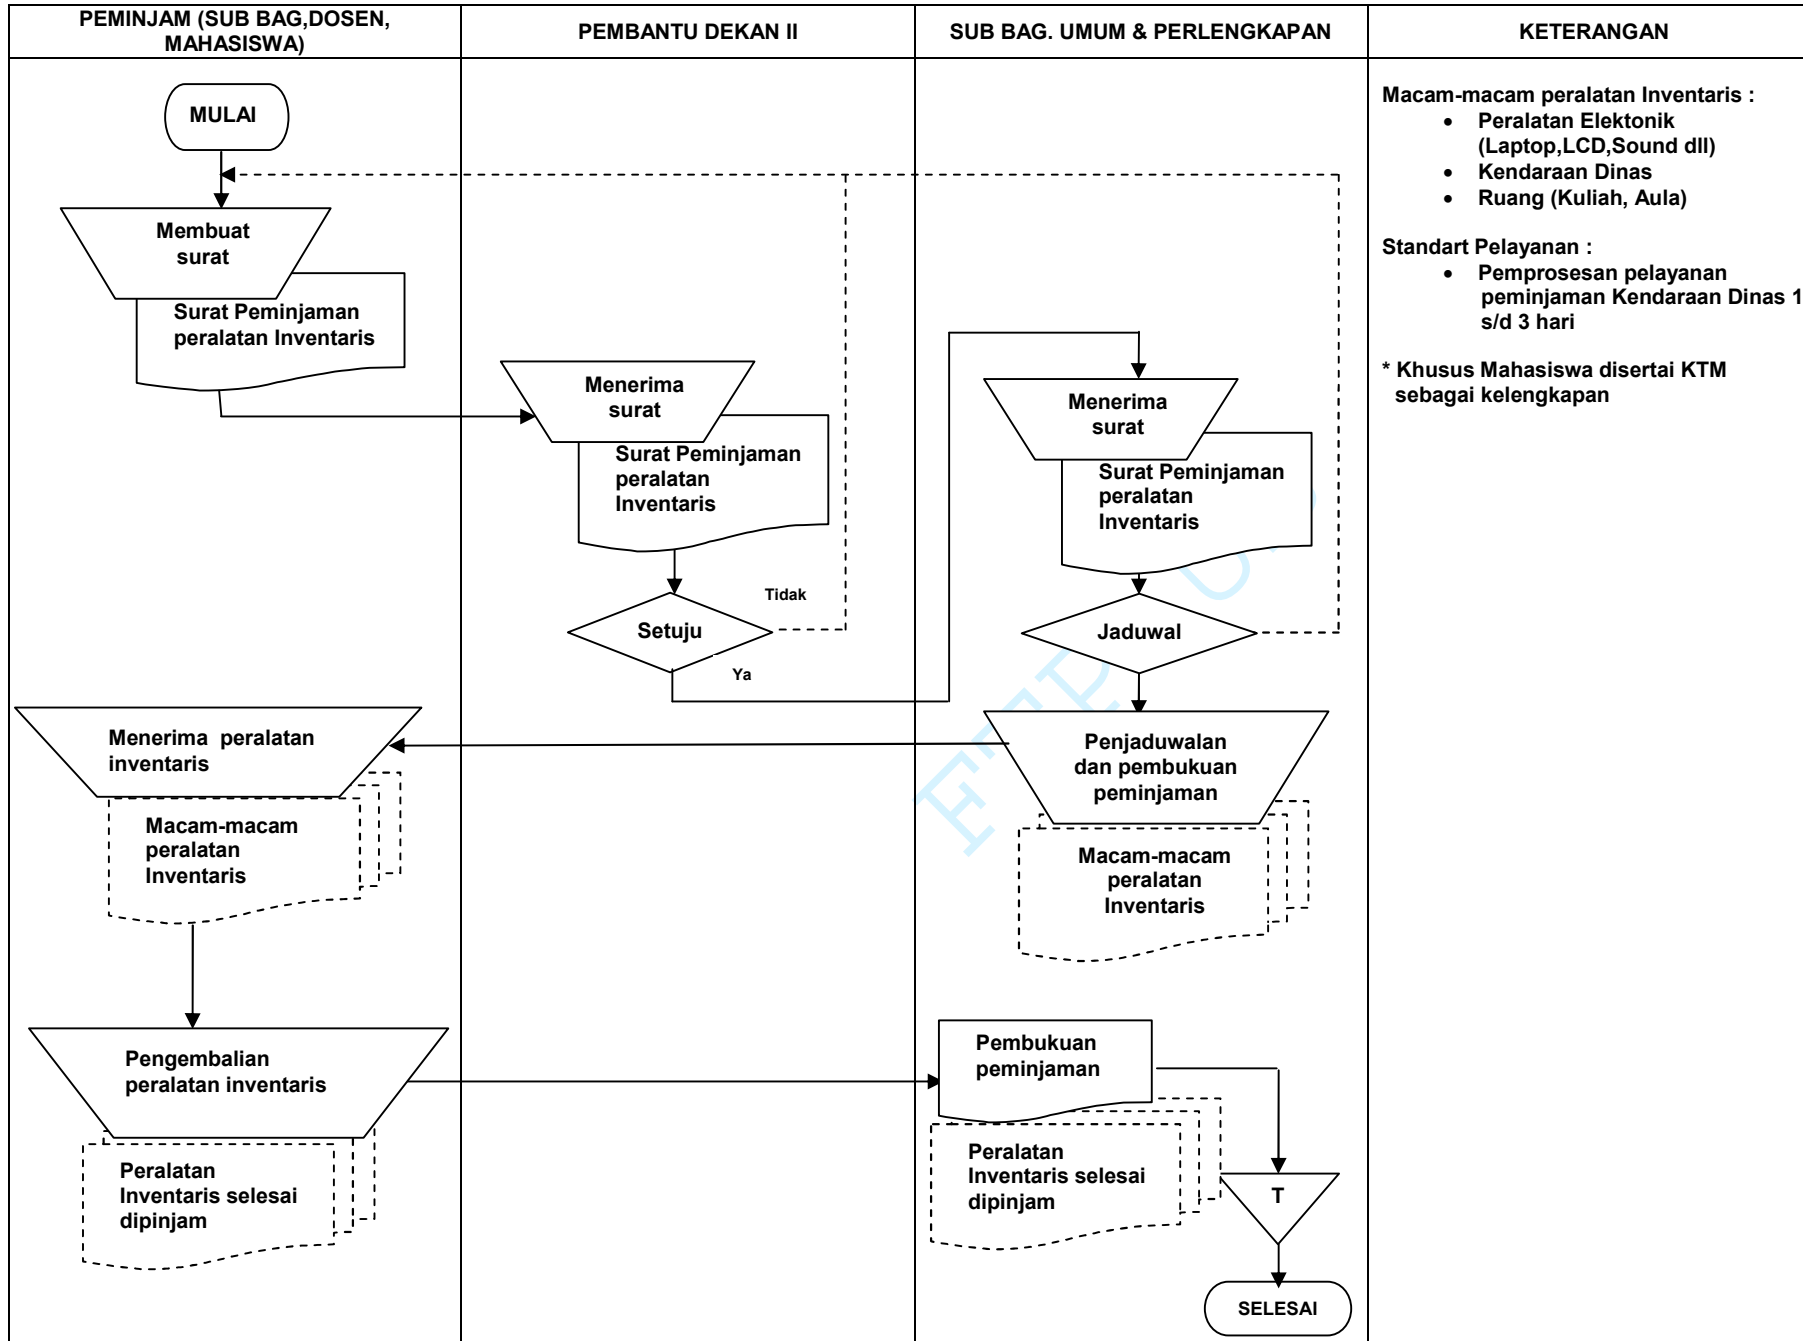 PEMINJAM (SUB BAG,DOSEN,
MAHASISWA)
PEMBANTU DEKAN II
SUB BAG. UMUM & PERLENGKAPAN
KETERANGAN
MULAI
Membuat
surat
Surat Peminjaman
peralatan Inventaris
Menerima
surat
Surat Peminjaman
peralatan
Inventaris
Setuju
Tidak
Ya
Menerima
surat
Surat Peminjaman
peralatan
Inventaris
Jaduwal
Penjaduwalan
dan pembukuan
peminjaman
Macam-macam
peralatan
Inventaris
Menerima peralatan
inventaris
Macam-macam
peralatan
Inventaris
Pengembalian
peralatan inventaris
Peralatan
Inventaris selesai
dipinjam
Pembukuan
peminjaman
Peralatan
Inventaris selesai
dipinjam
T
SELESAI
Macam-macam peralatan Inventaris :
• Peralatan Elektonik
(Laptop,LCD,Sound dll)
• Kendaraan Dinas
• Ruang (Kuliah, Aula)
Standart Pelayanan :
• Pemprosesan pelayanan
peminjaman Kendaraan Dinas 1
s/d 3 hari
* Khusus Mahasiswa disertai KTM
sebagai kelengkapan